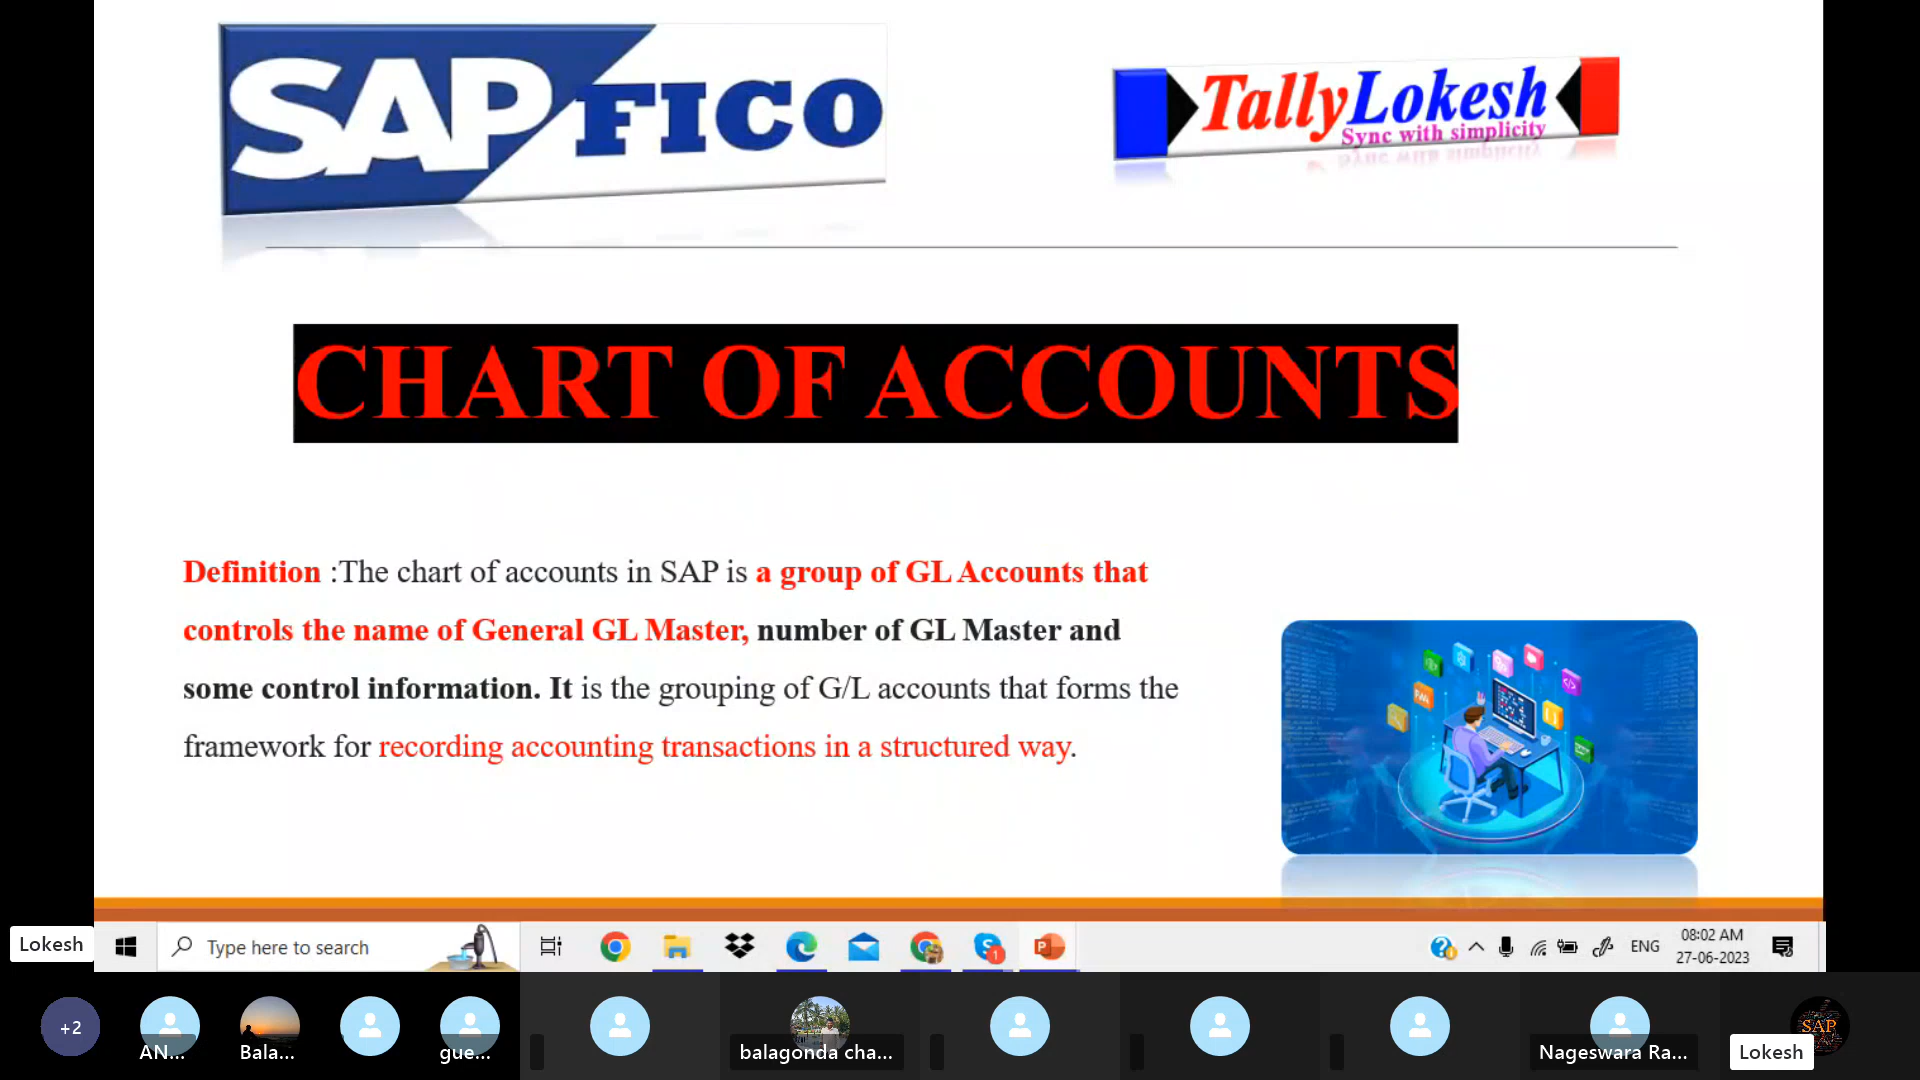 SAP FICO
TallyLokesh
Sync with simplicity
CHART OF ACCOUNTS
Definition :The chart of accounts in SAP is a group of GL Accounts that
controls the name of General GL Master, number of GL Master and
some control information. It is the grouping of G/L accounts that forms the
framework for recording accounting transactions in a structured way.
Lokesh
Type here to search
1
ENG
08:02 AM
27-06-2023
+2
AN...
Bala...
gue...
balagonda cha...
Nageswara Ra...
SAP
Lokesh